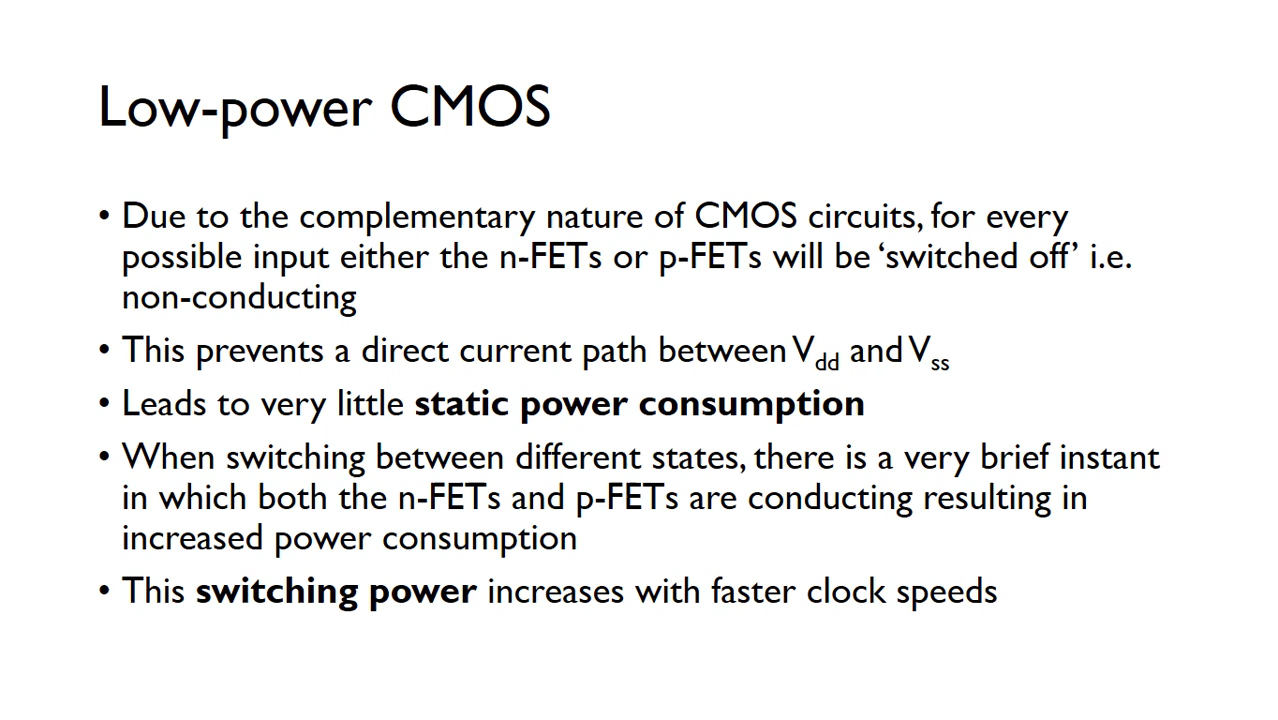 Low-power CMOS
• Due to the complementary nature of CMOS circuits, for every
possible input either the n-FETs or p-FETs will be ‘switched off’ i.e.
non-conducting
• This prevents a direct current path between Vdd and Vss
• Leads to very little static power consumption
• When switching between different states, there is a very brief instant
in which both the n-FETs and p-FETs are conducting resulting in
increased power consumption
• This switching power increases with faster clock speeds